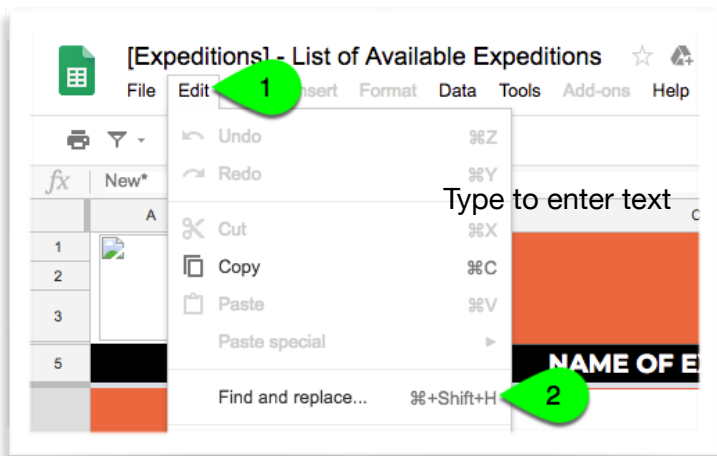 [Expeditions] - List of Available Expeditions
File Edit 1 nsert Format Data Tools Add-ons Help
fx New*
Undo ⌘Z
Redo ⌘Y
Type to enter text
A C
Cut ⌘X
1
Copy ⌘C
2
Paste ⌘V
3
Paste special
5 NAME OF E
Find and replace... ⌘+Shift+H 2